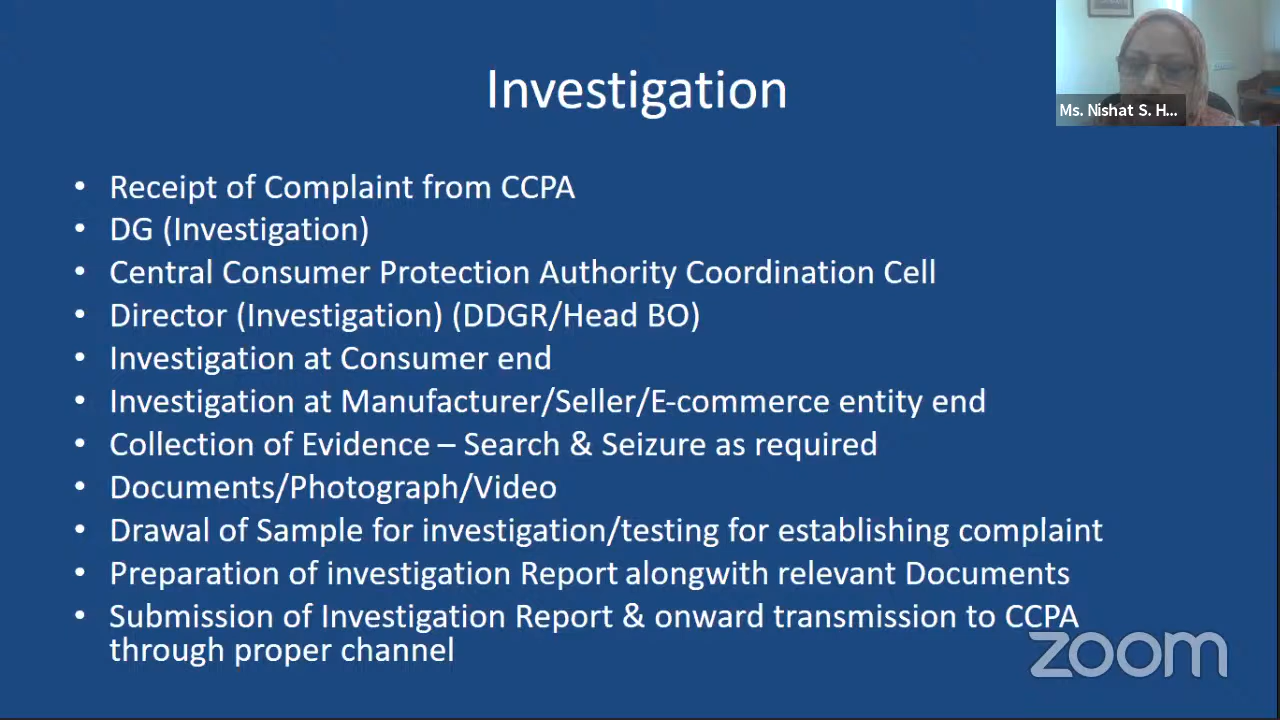 Investigation
Ms. Nishat S. H...
• Receipt of Complaint from CCPA
• DG (Investigation)
• Central Consumer Protection Authority Coordination Cell
• Director (Investigation) (DDGR/Head BO)
• Investigation at Consumer end
• Investigation at Manufacturer/Seller/E-commerce entity end
• Collection of Evidence – Search & Seizure as required
• Documents/Photograph/Video
• Drawal of Sample for investigation/testing for establishing complaint
• Preparation of investigation Report alongwith relevant Documents
• Submission of Investigation Report & onward transmission to CCPA
through proper channel
zoom